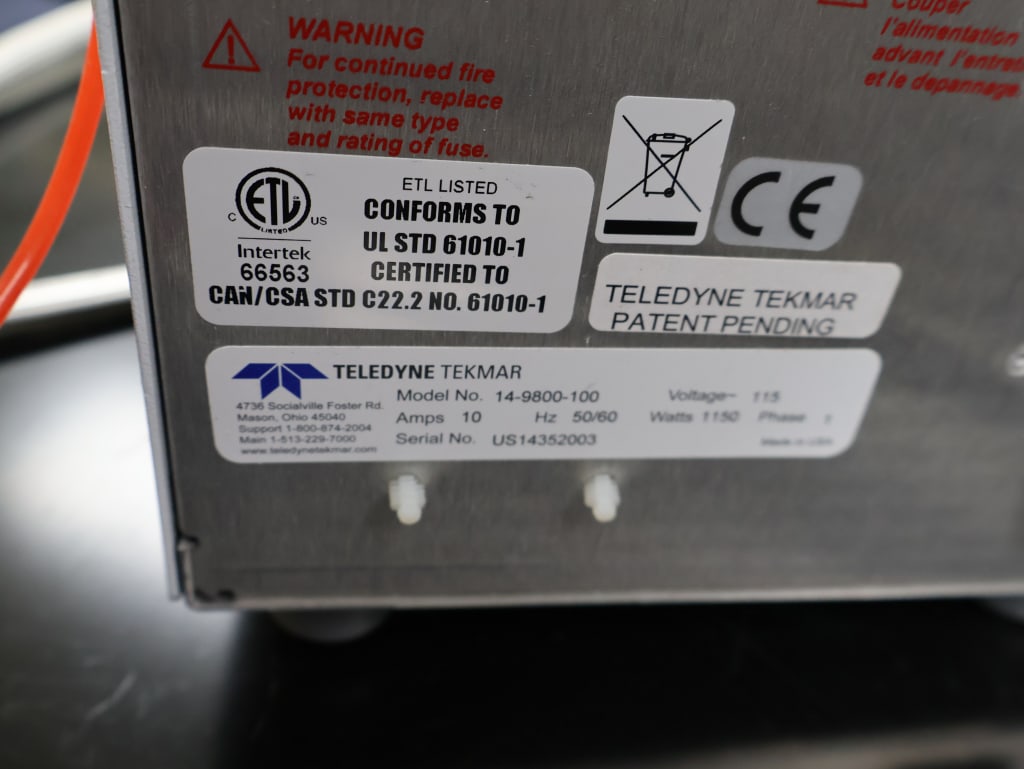 WARNING
For continued fire
protection, replace
with same type
and rating of fuse.
Couper
l'alimentation
advant l'entreti
et le depannage.
ETL LISTED
CONFORMS TO
UL STD 61010-1
CERTIFIED TO
CAN/CSA STD C22.2 NO. 61010-1
C ETL US
LISTED
Intertek
66563
CE
TELEDYNE TEKMAR
PATENT PENDING
TELEDYNE TEKMAR
4736 Socialville Foster Rd.
Mason, Ohio 45040
Support 1-800-874-2004
Main 1-513-229-7000
www.teledynetekmar.com
Model No. 14-9800-100 Voltage~ 115
Amps 10 Hz 50/60 Watts 1150 Phase 1
Serial No. US14352003 Made in USA